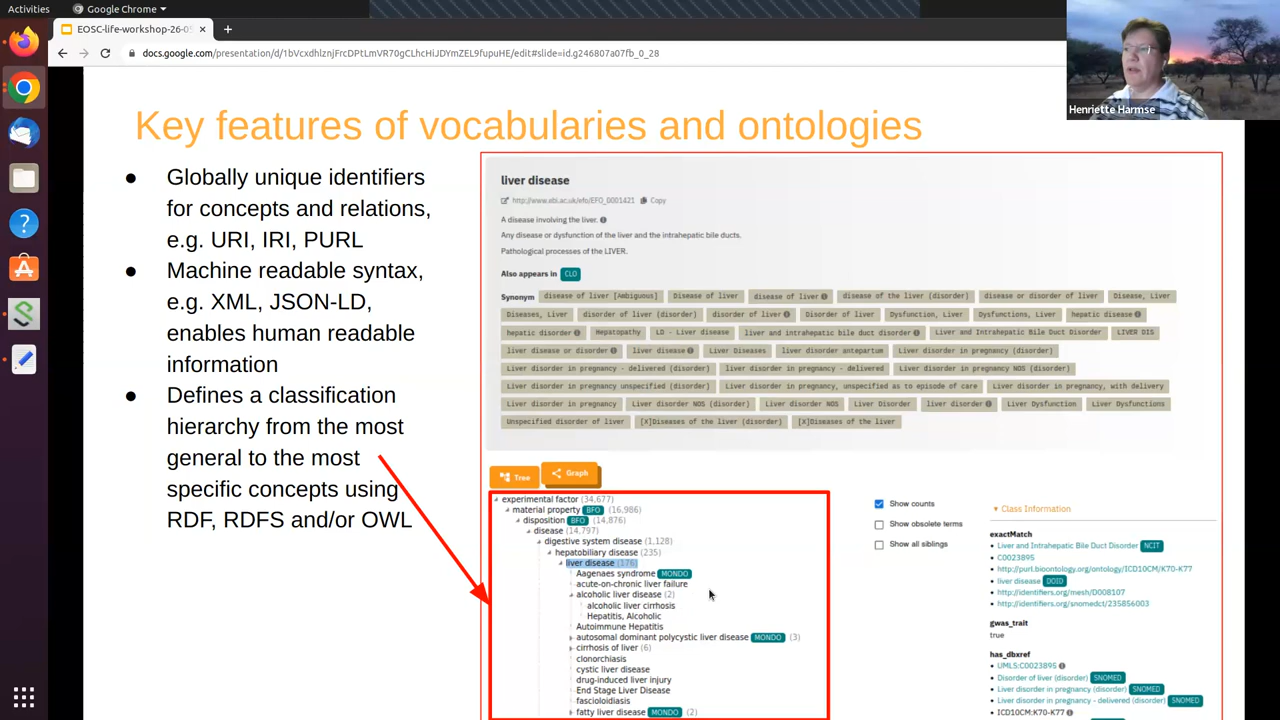 Activities
Google Chrome
EOSC-life-workshop-26-05
docs.google.com/presentation/d/1bVcxdhlznjFrcDPtLmVR70gCLhcHiJDYmZEL9fupuHE/edit#slide=id.g246807a07fb_0_28
Henriette Harmse
Key features of vocabularies and ontologies
● Globally unique identifiers
for concepts and relations,
e.g. URI, IRI, PURL
● Machine readable syntax,
e.g. XML, JSON-LD,
enables human readable
information
● Defines a classification
hierarchy from the most
general to the most
specific concepts using
RDF, RDFS and/or OWL
liver disease
http://www.ebi.ac.uk/efo/EFO_0001421 Copy
A disease involving the liver.
Any disease or dysfunction of the liver and the intrahepatic bile ducts.
Pathological processes of the LIVER.
Also appears in CLO
Synonym disease of liver [Ambiguous] Disease of liver disease of liver disease of the liver (disorder) disease or disorder of liver Disease, Liver
Diseases, Liver disorder of liver (disorder) disorder of liver Disorder of liver Dysfunction, Liver Dysfunctions, Liver hepatic disease
hepatic disorder Hepatopathy LD - Liver disease liver and intrahepatic bile duct disorder Liver and Intrahepatic Bile Duct Disorder LIVER DIS
liver disease or disorder liver disease Liver Diseases liver disorder antepartum Liver disorder in pregnancy (disorder)
Liver disorder in pregnancy - delivered (disorder) liver disorder in pregnancy - delivered Liver disorder in pregnancy NOS (disorder)
Liver disorder in pregnancy unspecified (disorder) Liver disorder in pregnancy, unspecified as to episode of care Liver disorder in pregnancy, with delivery
Liver disorder in pregnancy Liver disorder NOS (disorder) Liver disorder NOS Liver Disorder liver disorder Liver Dysfunction Liver Dysfunctions
Unspecified disorder of liver [X]Diseases of the liver (disorder) [X]Diseases of the liver
Tree Graph
experimental factor (34,677)
material property BFO (16,986)
disposition BFO (14,876)
disease (14,797)
digestive system disease (1,128)
hepatobiliary disease (235)
liver disease (176)
Aagenaes syndrome MONDO
acute-on-chronic liver failure
alcoholic liver disease (2)
alcoholic liver cirrhosis
Hepatitis, Alcoholic
Autoimmune Hepatitis
autosomal dominant polycystic liver disease MONDO (3)
cirrhosis of liver (6)
clonorchiasis
cystic liver disease
drug-induced liver injury
End Stage Liver Disease
fascioloidiasis
fatty liver disease MONDO (2)
Show counts
Show obsolete terms
Show all siblings
Class Information
exactMatch
• Liver and Intrahepatic Bile Duct Disorder NCIT
• C0023895
• http://purl.bioontology.org/ontology/ICD10CM/K70-K77
• liver disease DOID
• http://identifiers.org/mesh/D008107
• http://identifiers.org/snomedct/235856003
gwas_trait
true
has_dbxref
• UMLS:C0023895
• Disorder of liver (disorder) SNOMED
• Liver disorder in pregnancy (disorder) SNOMED
• Liver disorder in pregnancy - delivered (disorder) SNOMED
• ICD10CM:K70-K77